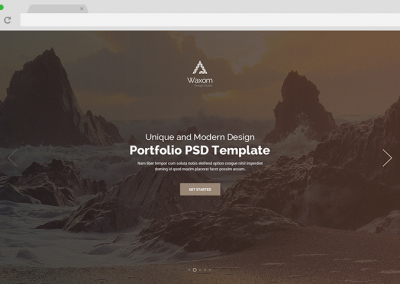 Waxom
Unique and Modern Design
Portfolio PSD Template
Nam liber tempor cum soluta nobis eleifend option congue nihil imperdiet
doming id quod mazim placerat facer possim assum.
GET STARTED